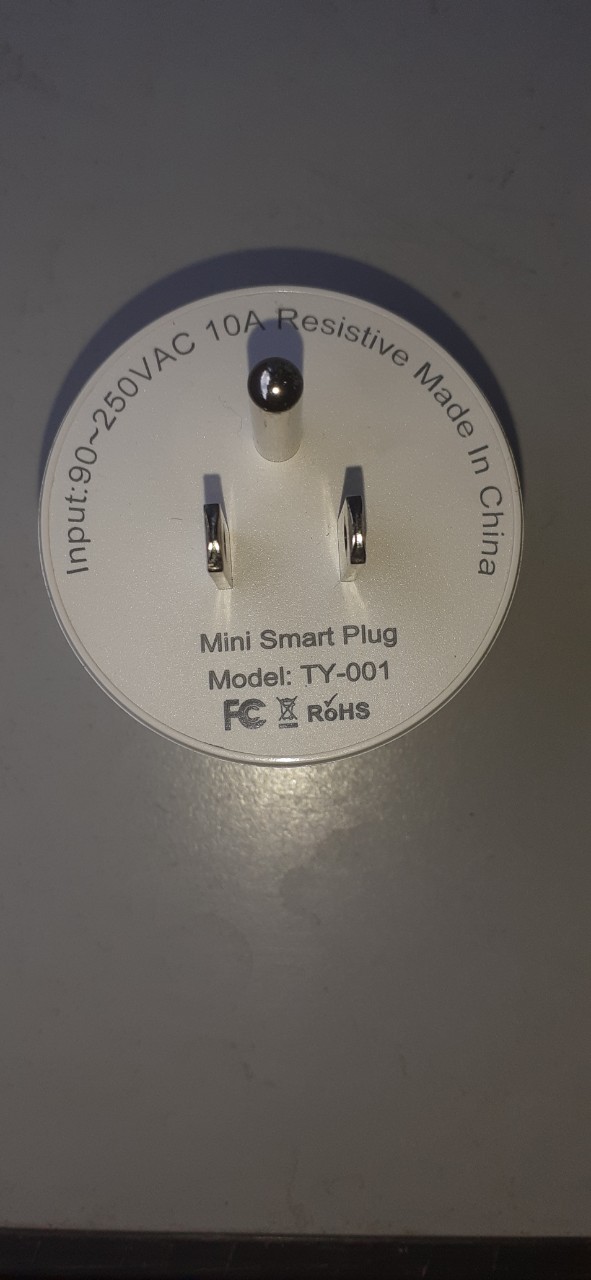 Input:90~250VAC 10A Resistive Made In China
Mini Smart Plug
Model: TY-001
FC RoHS